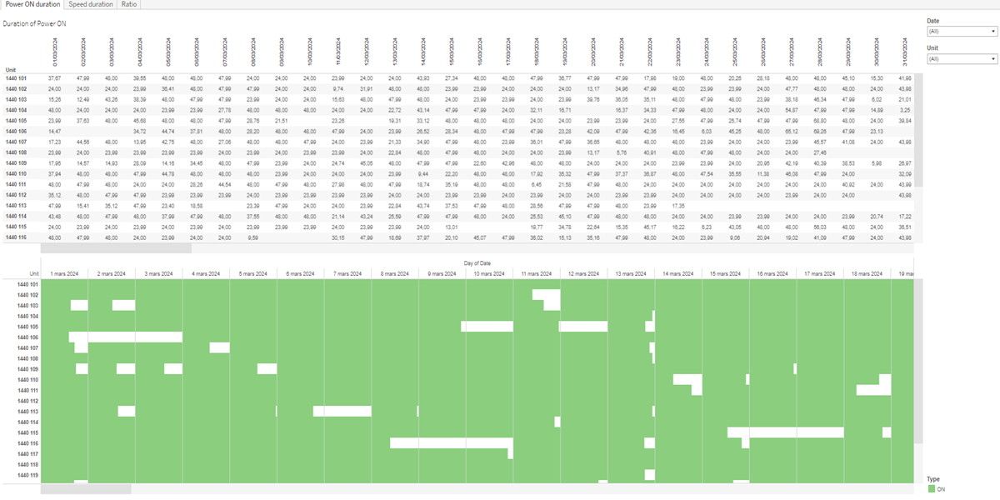 Power ON duration Speed duration Ratio
Duration of Power ON
Date
(All)
Unit
(All)
Unit 01/03/2024 02/03/2024 03/03/2024 04/03/2024 05/03/2024 06/03/2024 07/03/2024 08/03/2024 09/03/2024 10/03/2024 11/03/2024 12/03/2024 13/03/2024 14/03/2024 15/03/2024 16/03/2024 17/03/2024 18/03/2024 19/03/2024 20/03/2024 21/03/2024 22/03/2024 23/03/2024 24/03/2024 25/03/2024 26/03/2024 27/03/2024 28/03/2024 29/03/2024 30/03/2024 31/03/2024
1440 101 37,67 47,99 48,00 39,55 48,00 48,00 47,99 24,00 24,00 24,00 23,99 24,00 24,00 43,93 27,34 48,00 48,00 47,99 36,77 47,99 47,99 17,98 19,00 48,00 20,26 28,18 48,00 48,00 45,10 15,30 41,98
1440 102 24,00 24,00 24,00 23,99 36,41 48,00 47,99 24,00 24,00 24,00 9,74 31,91 48,00 48,00 23,99 23,99 24,00 24,00 24,00 13,17 34,96 47,99 48,00 23,99 23,99 24,00 47,77 48,00 48,00 24,00 43,98
1440 103 15,26 12,49 43,26 38,39 48,00 47,99 47,99 23,99 24,00 24,00 15,63 48,00 47,99 48,00 47,99 23,99 24,00 24,00 23,99 39,76 36,05 35,11 48,00 47,99 48,00 23,99 38,18 46,34 47,99 6,02 21,01
1440 104 48,00 24,00 24,00 24,00 23,99 23,99 27,78 48,00 48,00 48,00 24,00 24,00 22,72 43,14 47,99 47,99 24,00 32,11 16,71 16,37 34,33 47,99 48,00 24,00 24,00 54,87 47,99 47,99 14,89 3,25
1440 105 23,99 37,63 48,00 45,68 48,00 48,00 47,99 28,76 21,51 23,26 19,31 33,12 48,00 48,00 24,00 24,00 23,99 23,99 24,00 27,55 47,99 25,74 47,99 47,99 68,80 48,00 24,00 39,84
1440 106 14,47 34,72 44,74 37,81 48,00 28,20 48,00 48,00 47,99 24,00 23,99 26,52 28,34 48,00 47,99 47,99 23,28 42,09 47,99 42,36 16,45 6,03 45,25 48,00 65,12 69,26 47,99 23,13
1440 107 17,23 44,56 48,00 13,95 42,75 48,00 27,06 48,00 48,00 47,99 24,00 23,99 21,33 34,90 47,99 48,00 23,99 36,01 47,99 36,65 48,00 48,00 48,00 24,00 24,00 23,99 23,99 45,57 41,08 24,00 43,98
1440 108 23,99 24,00 23,99 23,99 23,99 24,00 23,99 24,00 23,99 23,99 24,00 24,00 22,84 48,00 47,99 48,00 24,00 24,00 23,99 13,17 5,76 40,91 48,00 47,99 48,00 24,00 24,00 27,46
1440 109 17,95 14,57 14,93 28,09 14,16 34,45 48,00 47,99 23,99 24,00 24,74 45,05 48,00 47,99 47,99 22,60 42,96 48,00 48,00 24,00 24,00 24,00 23,99 24,00 23,99 20,95 42,19 40,39 38,53 5,98 26,97
1440 110 37,94 48,00 48,00 47,99 44,78 48,00 48,00 48,00 23,99 24,00 24,00 24,00 23,99 9,44 22,20 48,00 48,00 17,92 35,32 47,99 37,37 36,87 48,00 47,54 35,55 11,38 46,08 47,99 24,00 32,09
1440 111 48,00 47,99 48,00 24,00 24,00 28,26 44,54 48,00 47,99 48,00 27,98 48,00 47,99 18,74 35,19 48,00 48,00 6,45 21,58 47,99 48,00 24,00 24,00 24,00 24,00 24,00 24,00 24,00 40,92 24,00 43,99
1440 112 35,12 48,00 47,99 47,99 23,99 23,99 23,99 24,00 23,99 23,99 23,99 24,00 23,99 24,00 23,99 24,00 24,00 23,99 24,00 24,00 24,00 23,99 23,99 24,00 24,00 23,99 23,99 24,00 24,00 43,98
1440 113 47,99 15,41 35,12 47,99 23,40 18,58 23,39 47,99 24,00 24,00 23,99 22,84 43,74 37,53 47,99 48,00 28,56 47,99 47,99 48,00 23,99 17,35
1440 114 43,48 48,00 47,99 48,00 37,99 47,99 48,00 37,55 48,00 48,00 21,14 43,24 25,59 47,99 47,99 48,00 24,00 25,53 45,10 47,99 48,00 47,99 24,00 24,00 23,99 23,99 24,00 24,00 23,99 20,74 17,22
1440 115 24,00 23,99 24,00 23,99 24,00 23,99 24,00 23,99 23,99 23,99 24,00 23,99 23,99 24,00 13,01 19,77 34,78 22,64 15,35 45,17 16,22 6,23 43,05 48,00 48,00 56,03 48,00 24,00 36,51
1440 116 48,00 47,99 48,00 24,00 23,99 24,00 24,00 9,59 30,15 47,99 18,69 37,97 20,10 45,07 47,99 36,02 15,13 35,16 47,99 48,00 24,00 23,99 9,06 20,94 19,02 41,09 47,99 24,00 43,98
Day of Date
Unit 1 mars 2024 2 mars 2024 3 mars 2024 4 mars 2024 5 mars 2024 6 mars 2024 7 mars 2024 8 mars 2024 9 mars 2024 10 mars 2024 11 mars 2024 12 mars 2024 13 mars 2024 14 mars 2024 15 mars 2024 16 mars 2024 17 mars 2024 18 mars 2024 19 mar
1440 101
1440 102
1440 103
1440 104
1440 105
1440 106
1440 107
1440 108
1440 109
1440 110
1440 111
1440 112
1440 113
1440 114
1440 115
1440 116
1440 117
1440 118
1440 119
Type
ON